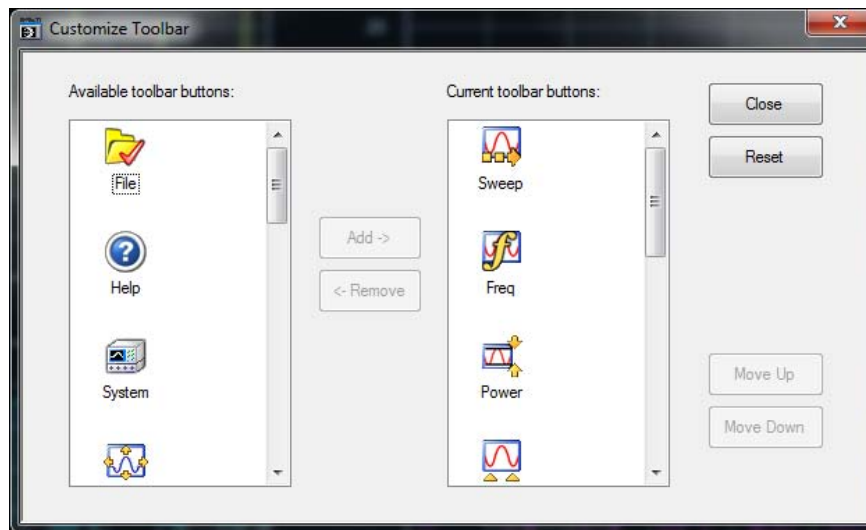 Customize Toolbar
Available toolbar buttons:
File
Help
System
Add ->
<- Remove
Current toolbar buttons:
Sweep
Freq
Power
Close
Reset
Move Up
Move Down